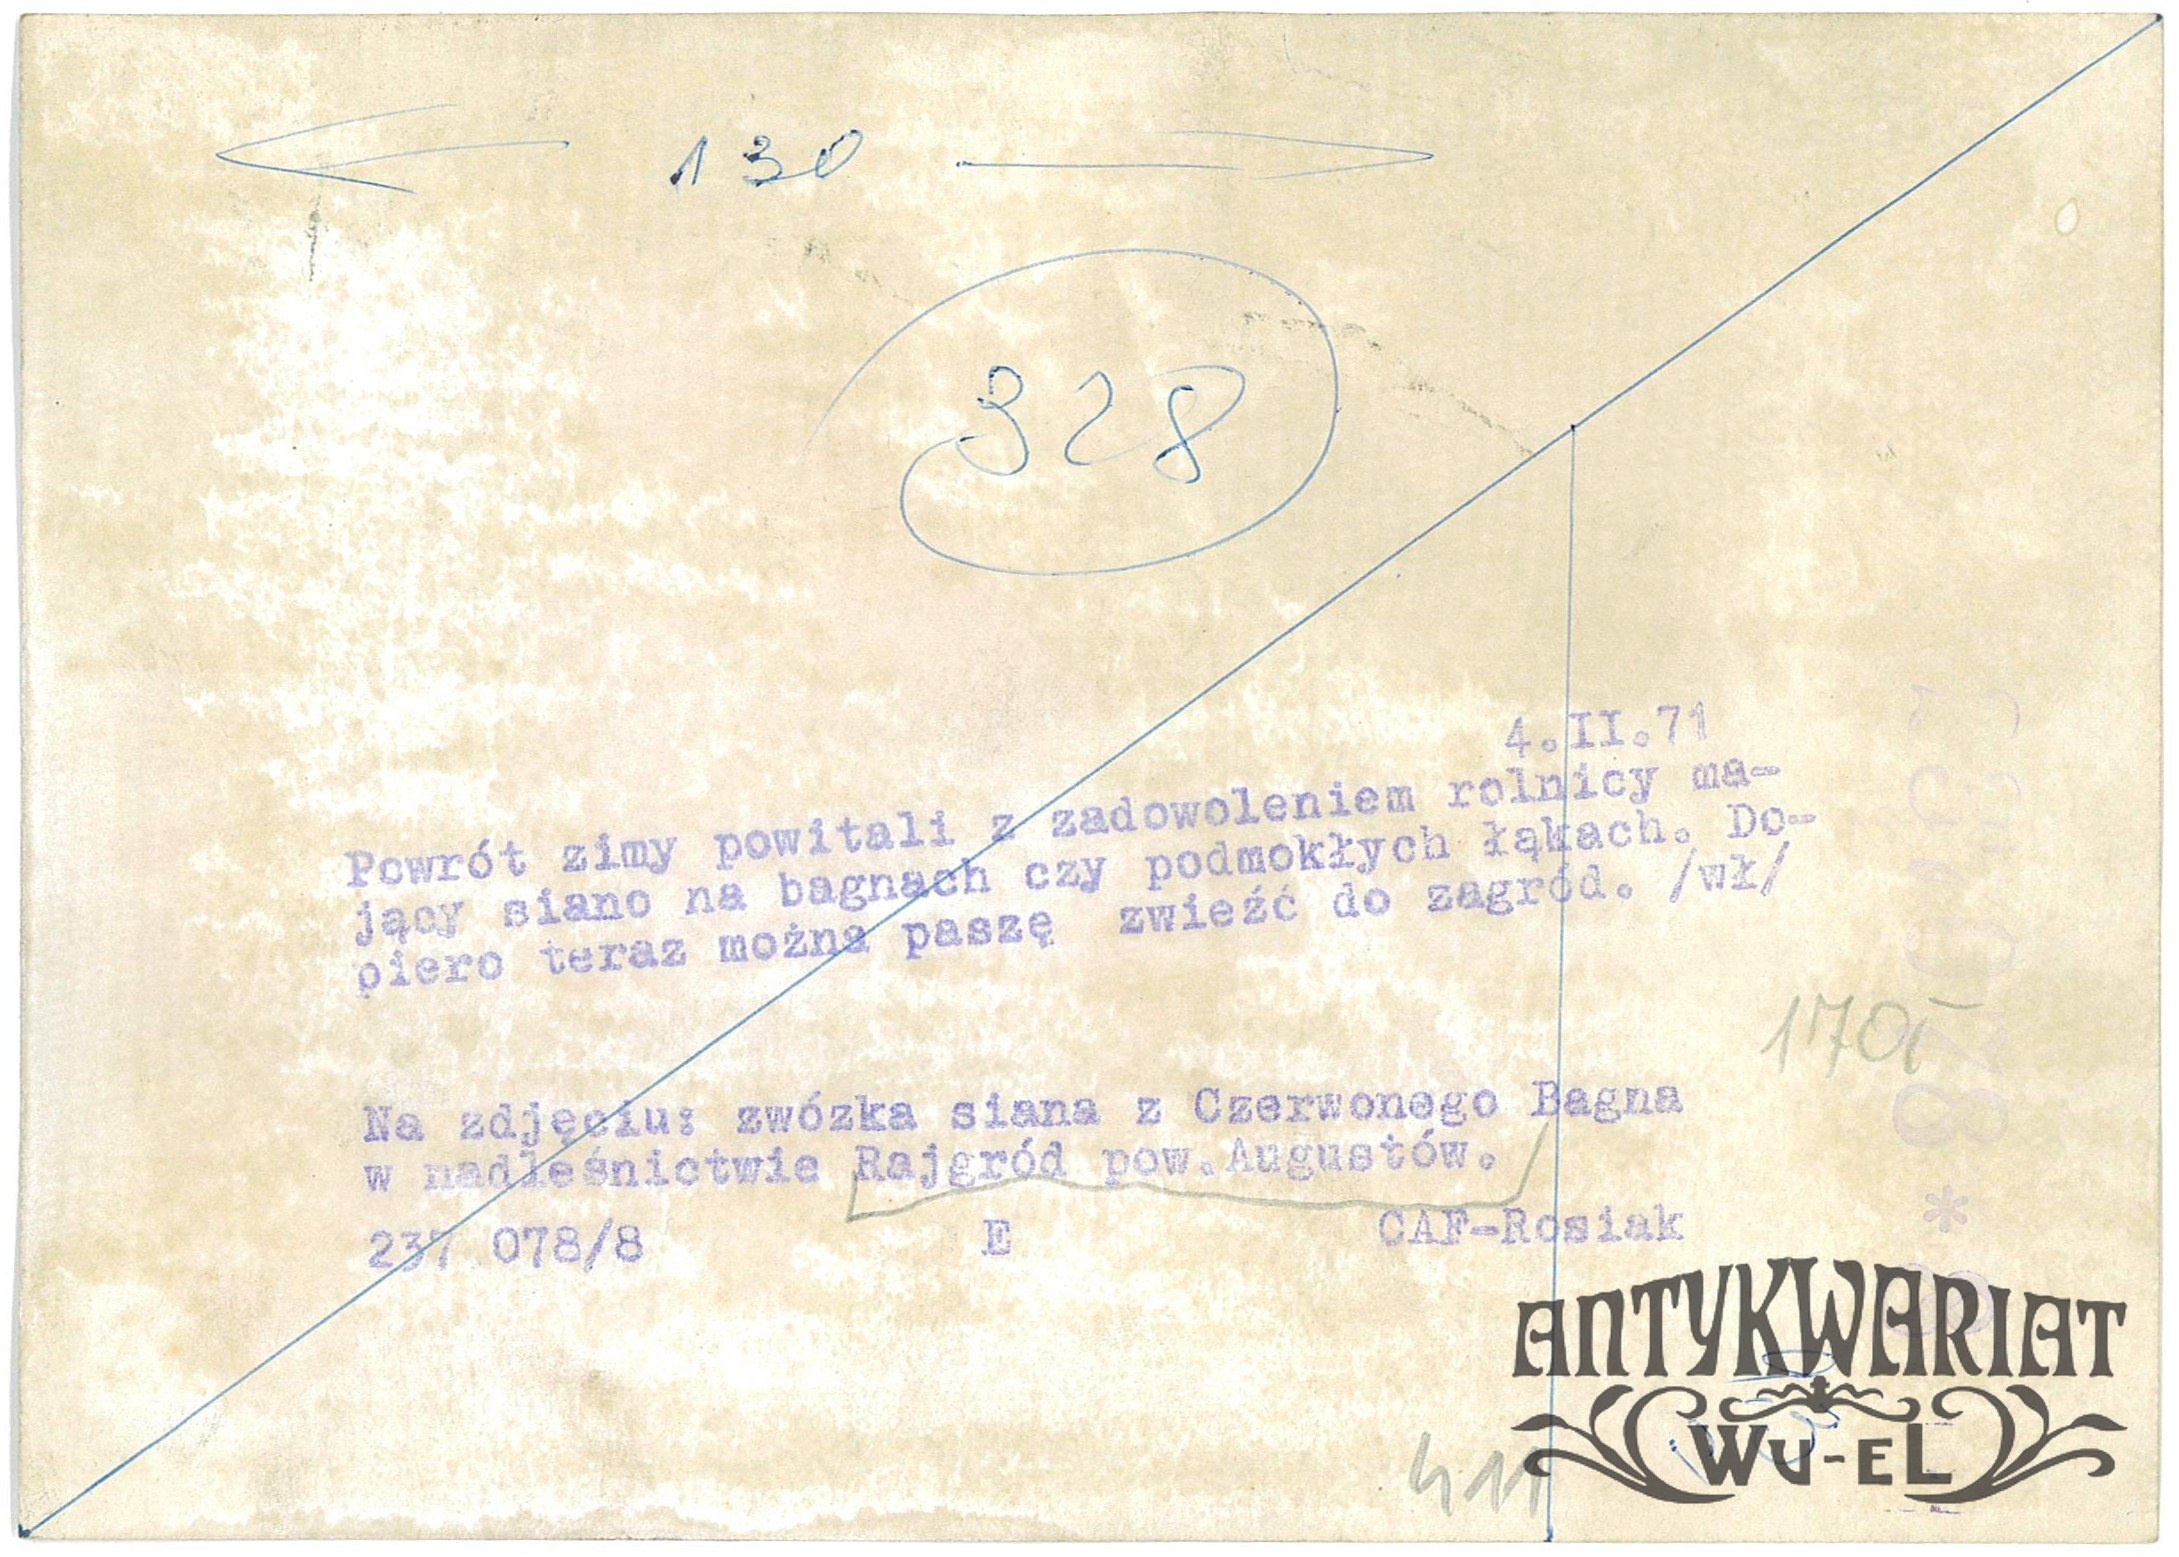 130
328
4.II.71
Powrót zimy powitali z zadowoleniem rolnicy ma-
jący siano na bagnach czy podmokłych łąkach. Do-
piero teraz można paszę zwieźć do zagród. /wł/
170,-
Na zdjęciu: zwózka siana z Czerwonego Bagna
w nadleśnictwie Rajgród pow.Augustów.
237 078/8 E CAF-Rosiak
411
ANTYKWARIAT
WU-EL